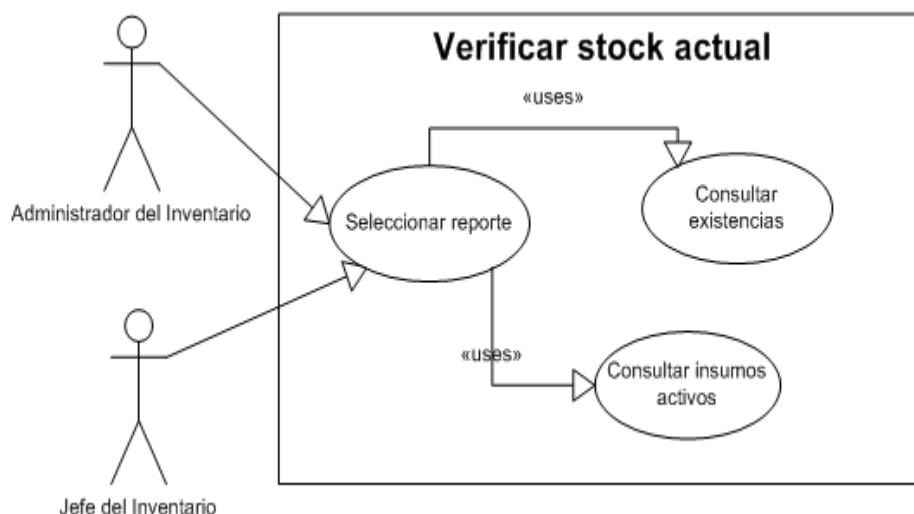 Verificar stock actual
«uses»
Consultar
existencias
Administrador del Inventario
Seleccionar reporte
«uses»
Consultar insumos
activos
Jefe del Inventario